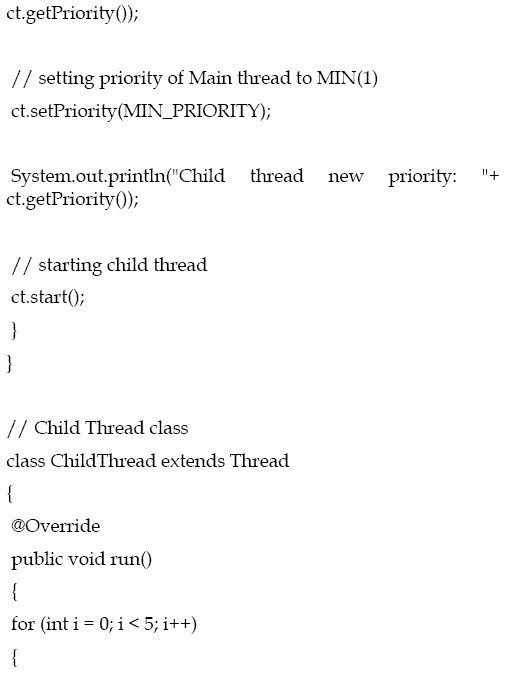 ct.getPriority());
// setting priority of Main thread to MIN(1)
ct.setPriority(MIN_PRIORITY);
System.out.println("Child thread new priority: "+
ct.getPriority());
// starting child thread
ct.start();
}
}
// Child Thread class
class ChildThread extends Thread
{
@Override
public void run()
{
for (int i = 0; i < 5; i++)
{